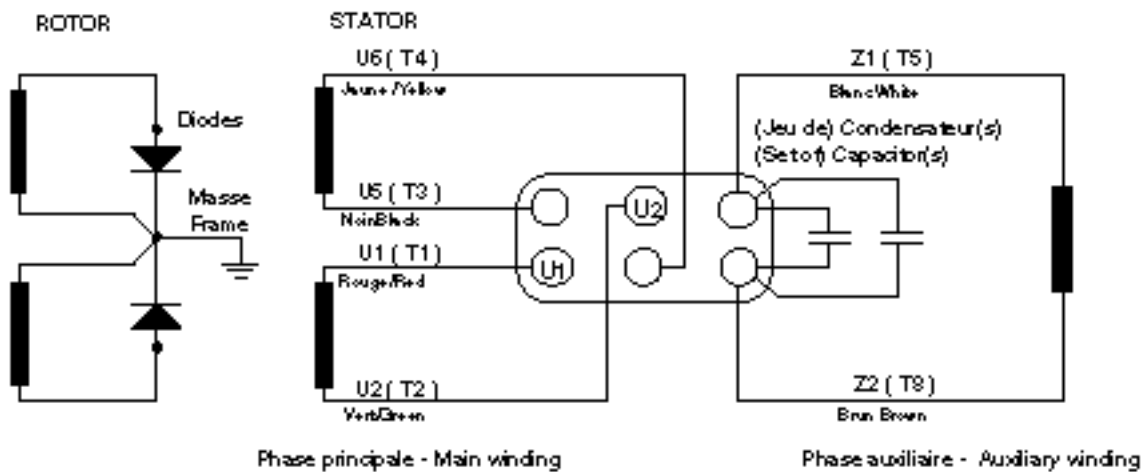 ROTOR
STATOR
U6 ( T4 )
Jaune /Yellow
Z1 ( T5 )
Blanc White
Diodes
(Jeu de) Condensateur(s)
(Set of) Capacitor(s)
Masse
Frame
U5 ( T3 )
Noir/Black
U2
U1 ( T1 )
Rouge/Red
U1
U2 ( T2 )
Vert/Green
Z2 ( T8 )
Brun Brown
Phase principale - Main winding
Phase auxiliaire - Auxiliary winding